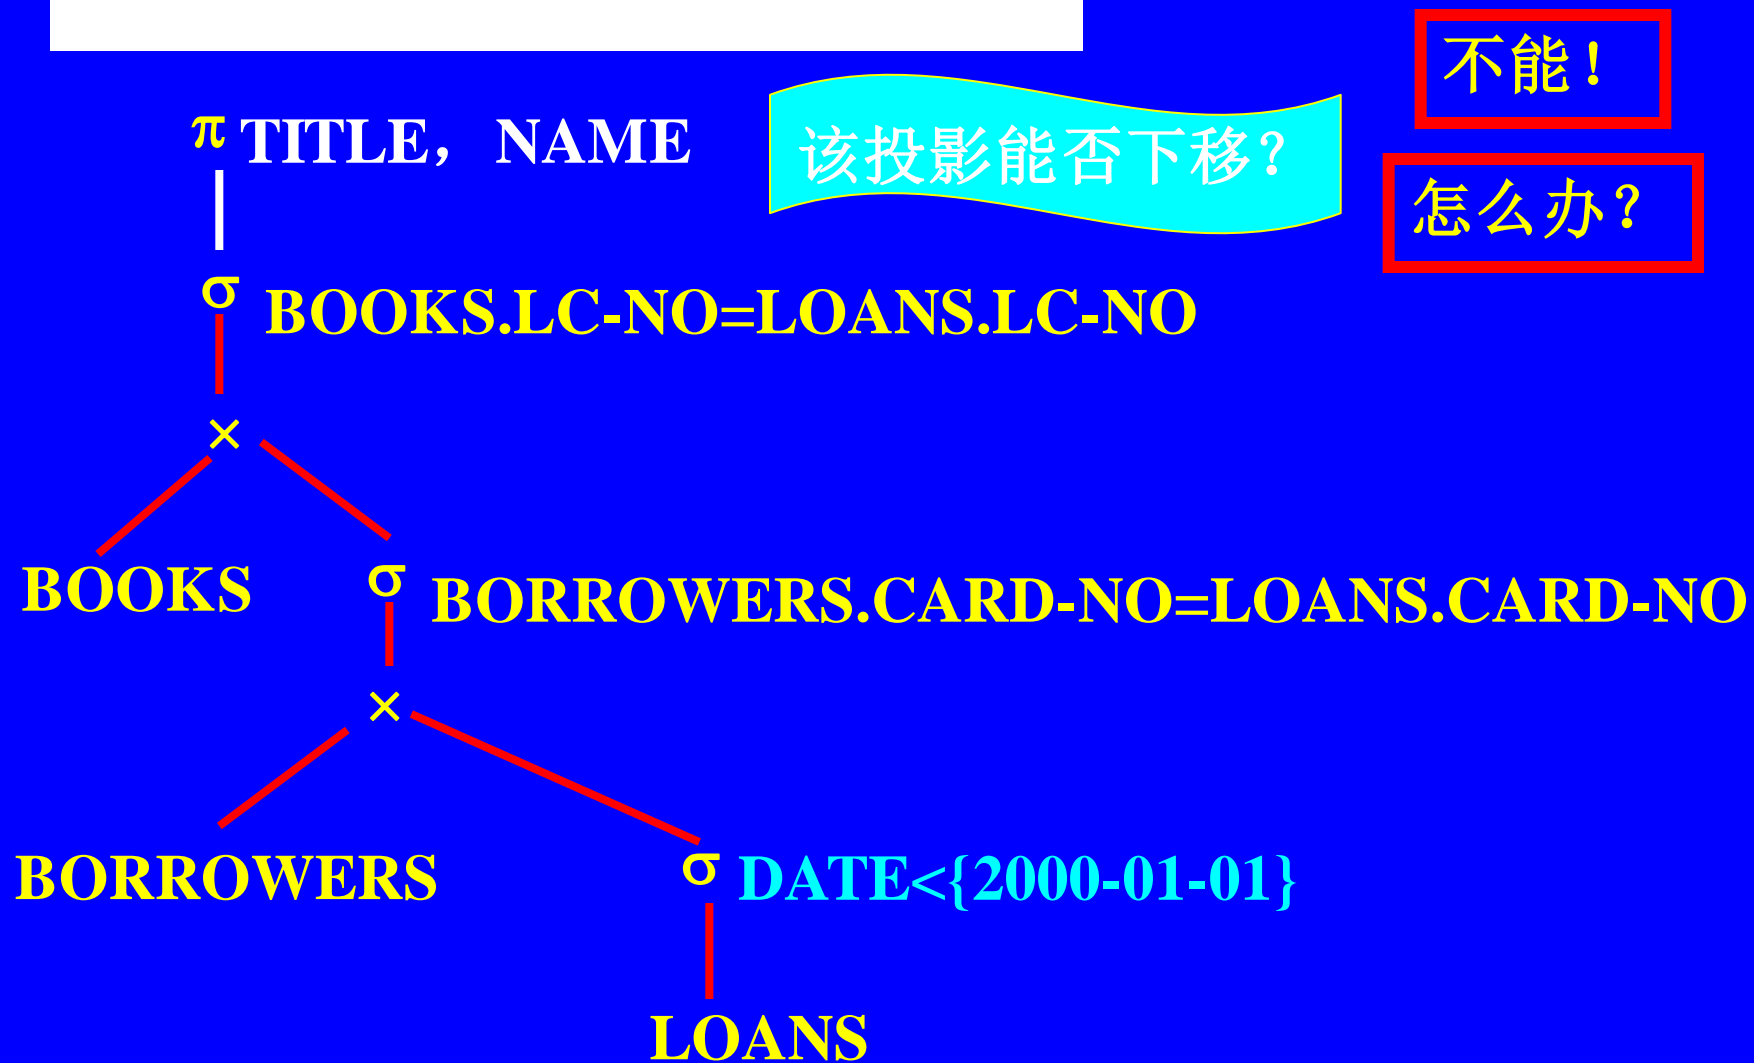 不能！
π TITLE，NAME
该投影能否下移？
怎么办？
σ BOOKS.LC-NO=LOANS.LC-NO
×
BOOKS
σ BORROWERS.CARD-NO=LOANS.CARD-NO
×
BORROWERS
σ DATE<{2000-01-01}
LOANS